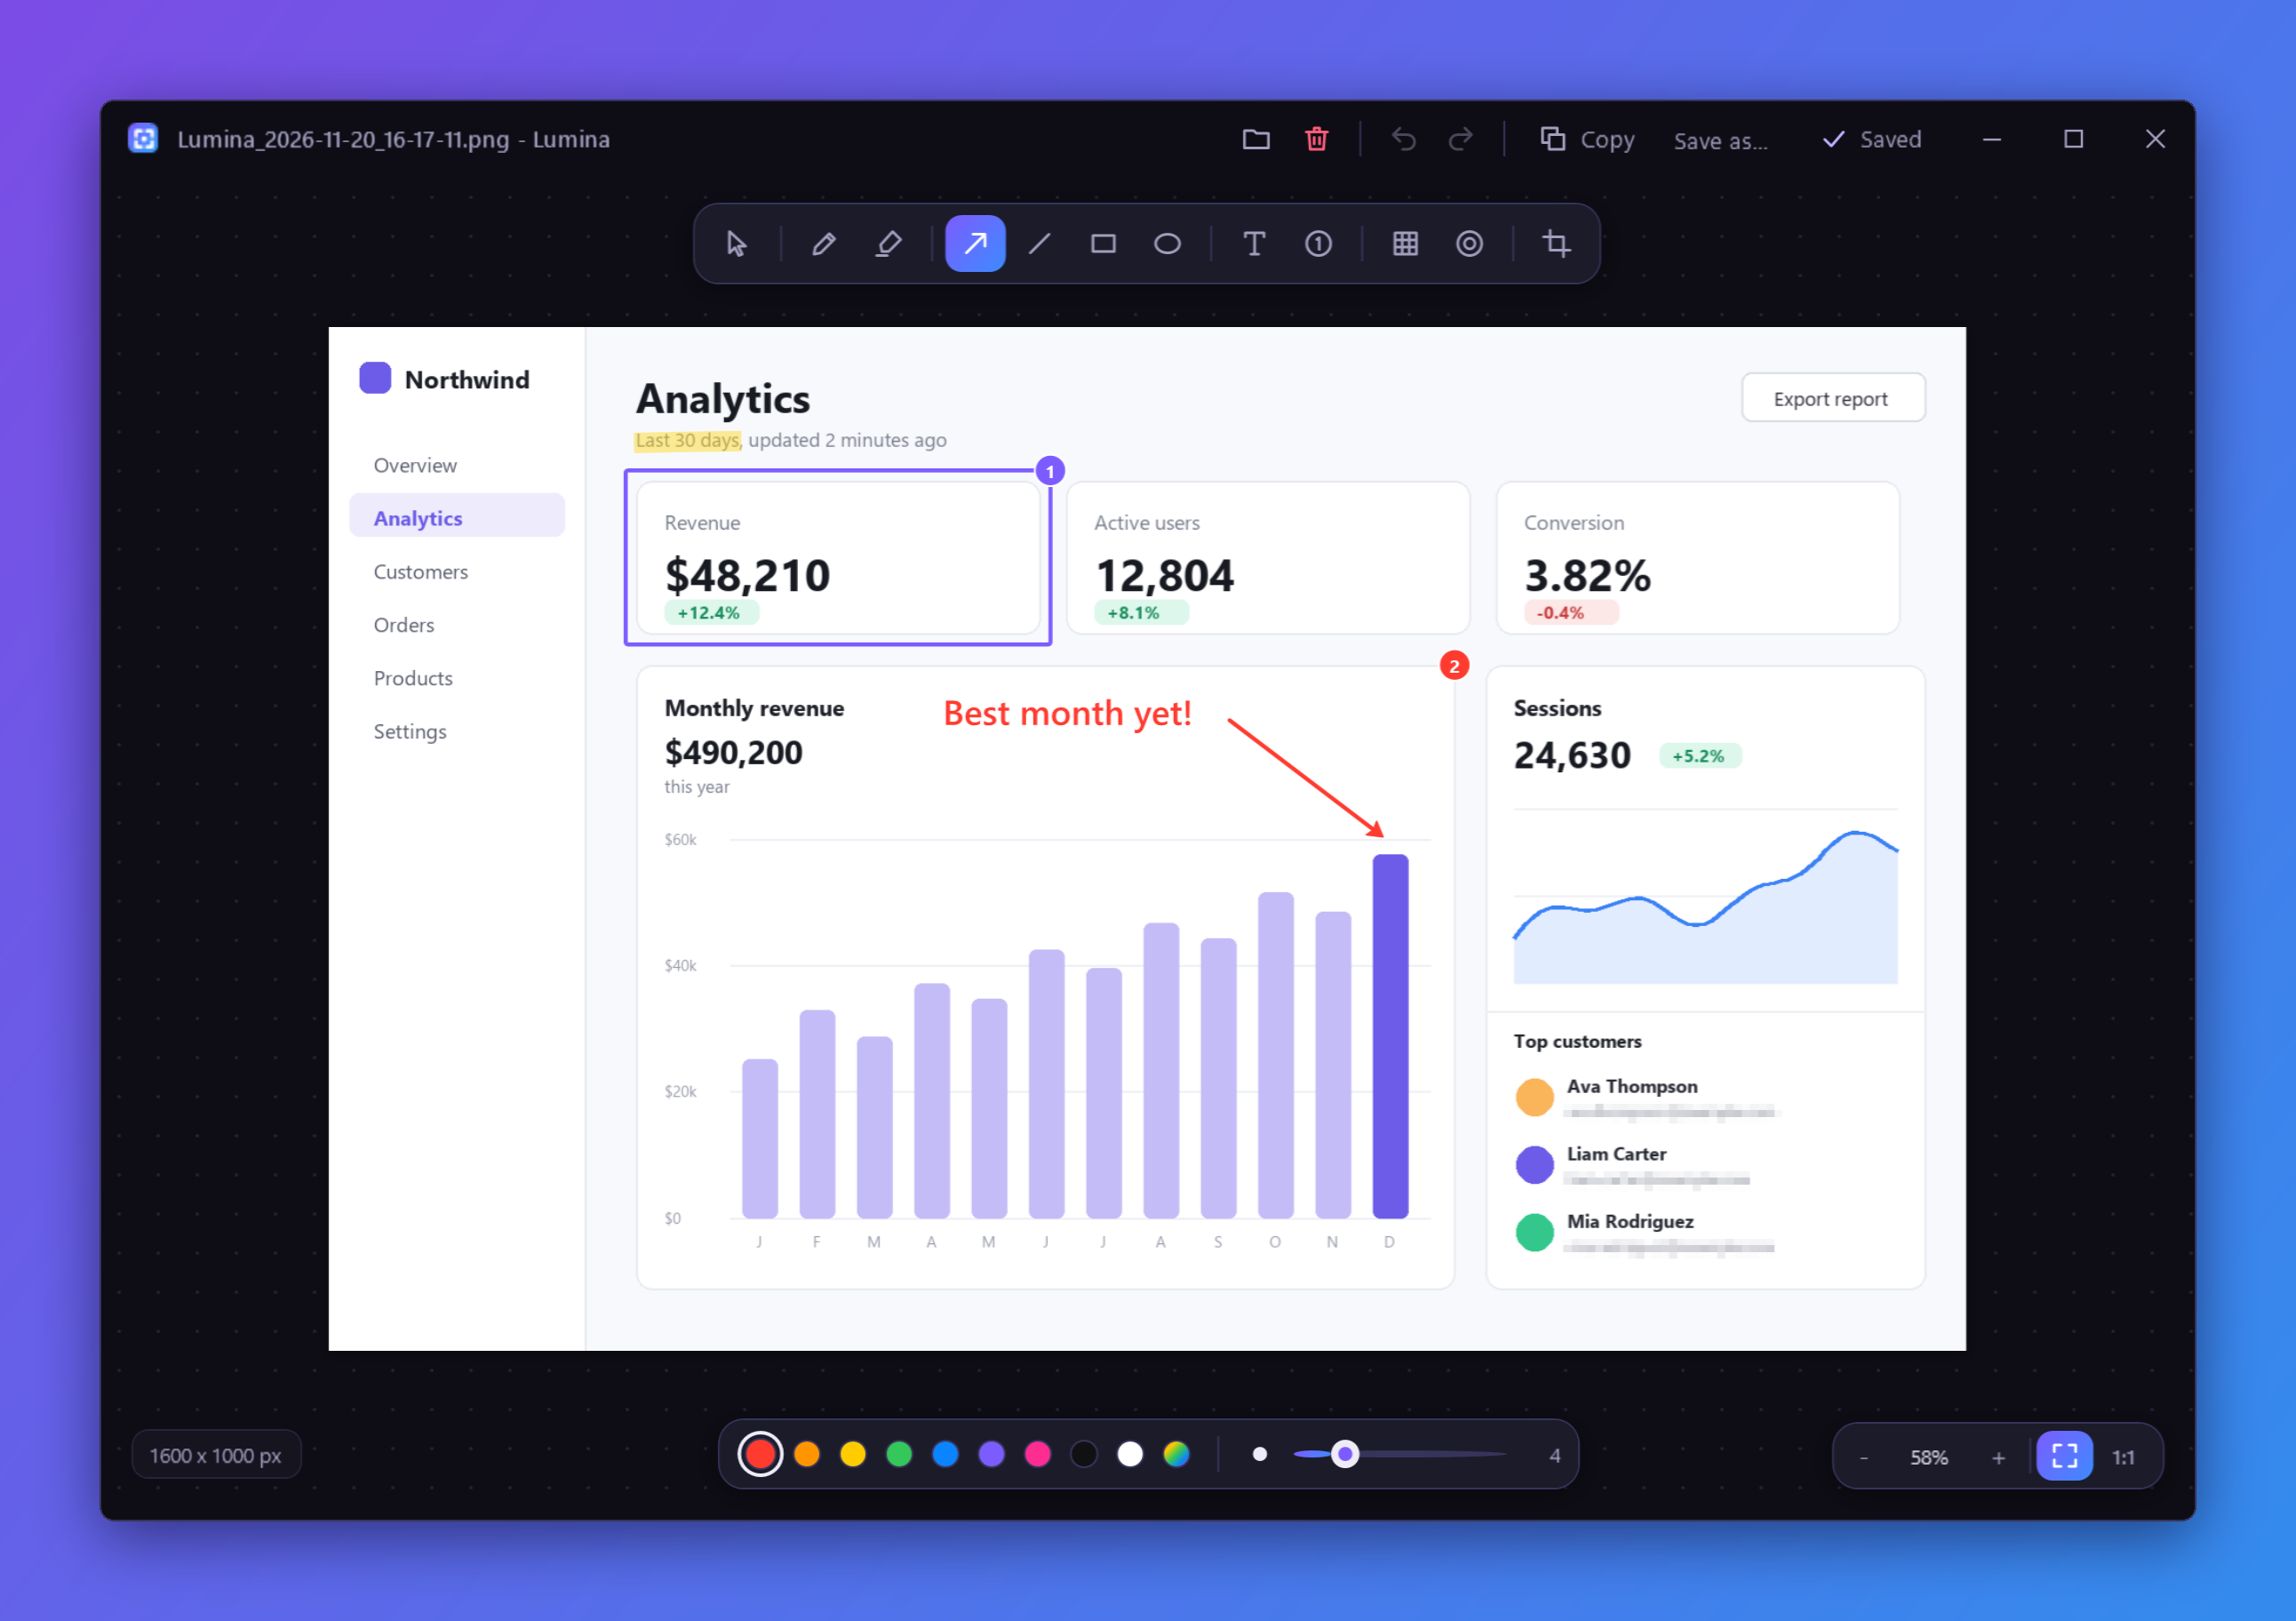 Lumina_2026-11-20_16-17-11.png - Lumina
Copy
Save as...
Saved
T
1
Northwind
Overview
Analytics
Customers
Orders
Products
Settings
Analytics
Export report
Last 30 days, updated 2 minutes ago
1
Revenue
$48,210
+12.4%
Active users
12,804
+8.1%
Conversion
3.82%
-0.4%
2
Monthly revenue
Best month yet!
$490,200
this year
$60k
$40k
$20k
$0
J F M A M J J A S O N D
Sessions
24,630
+5.2%
Top customers
Ava Thompson
Liam Carter
Mia Rodriguez
1600 x 1000 px
4
- 58% +
1:1